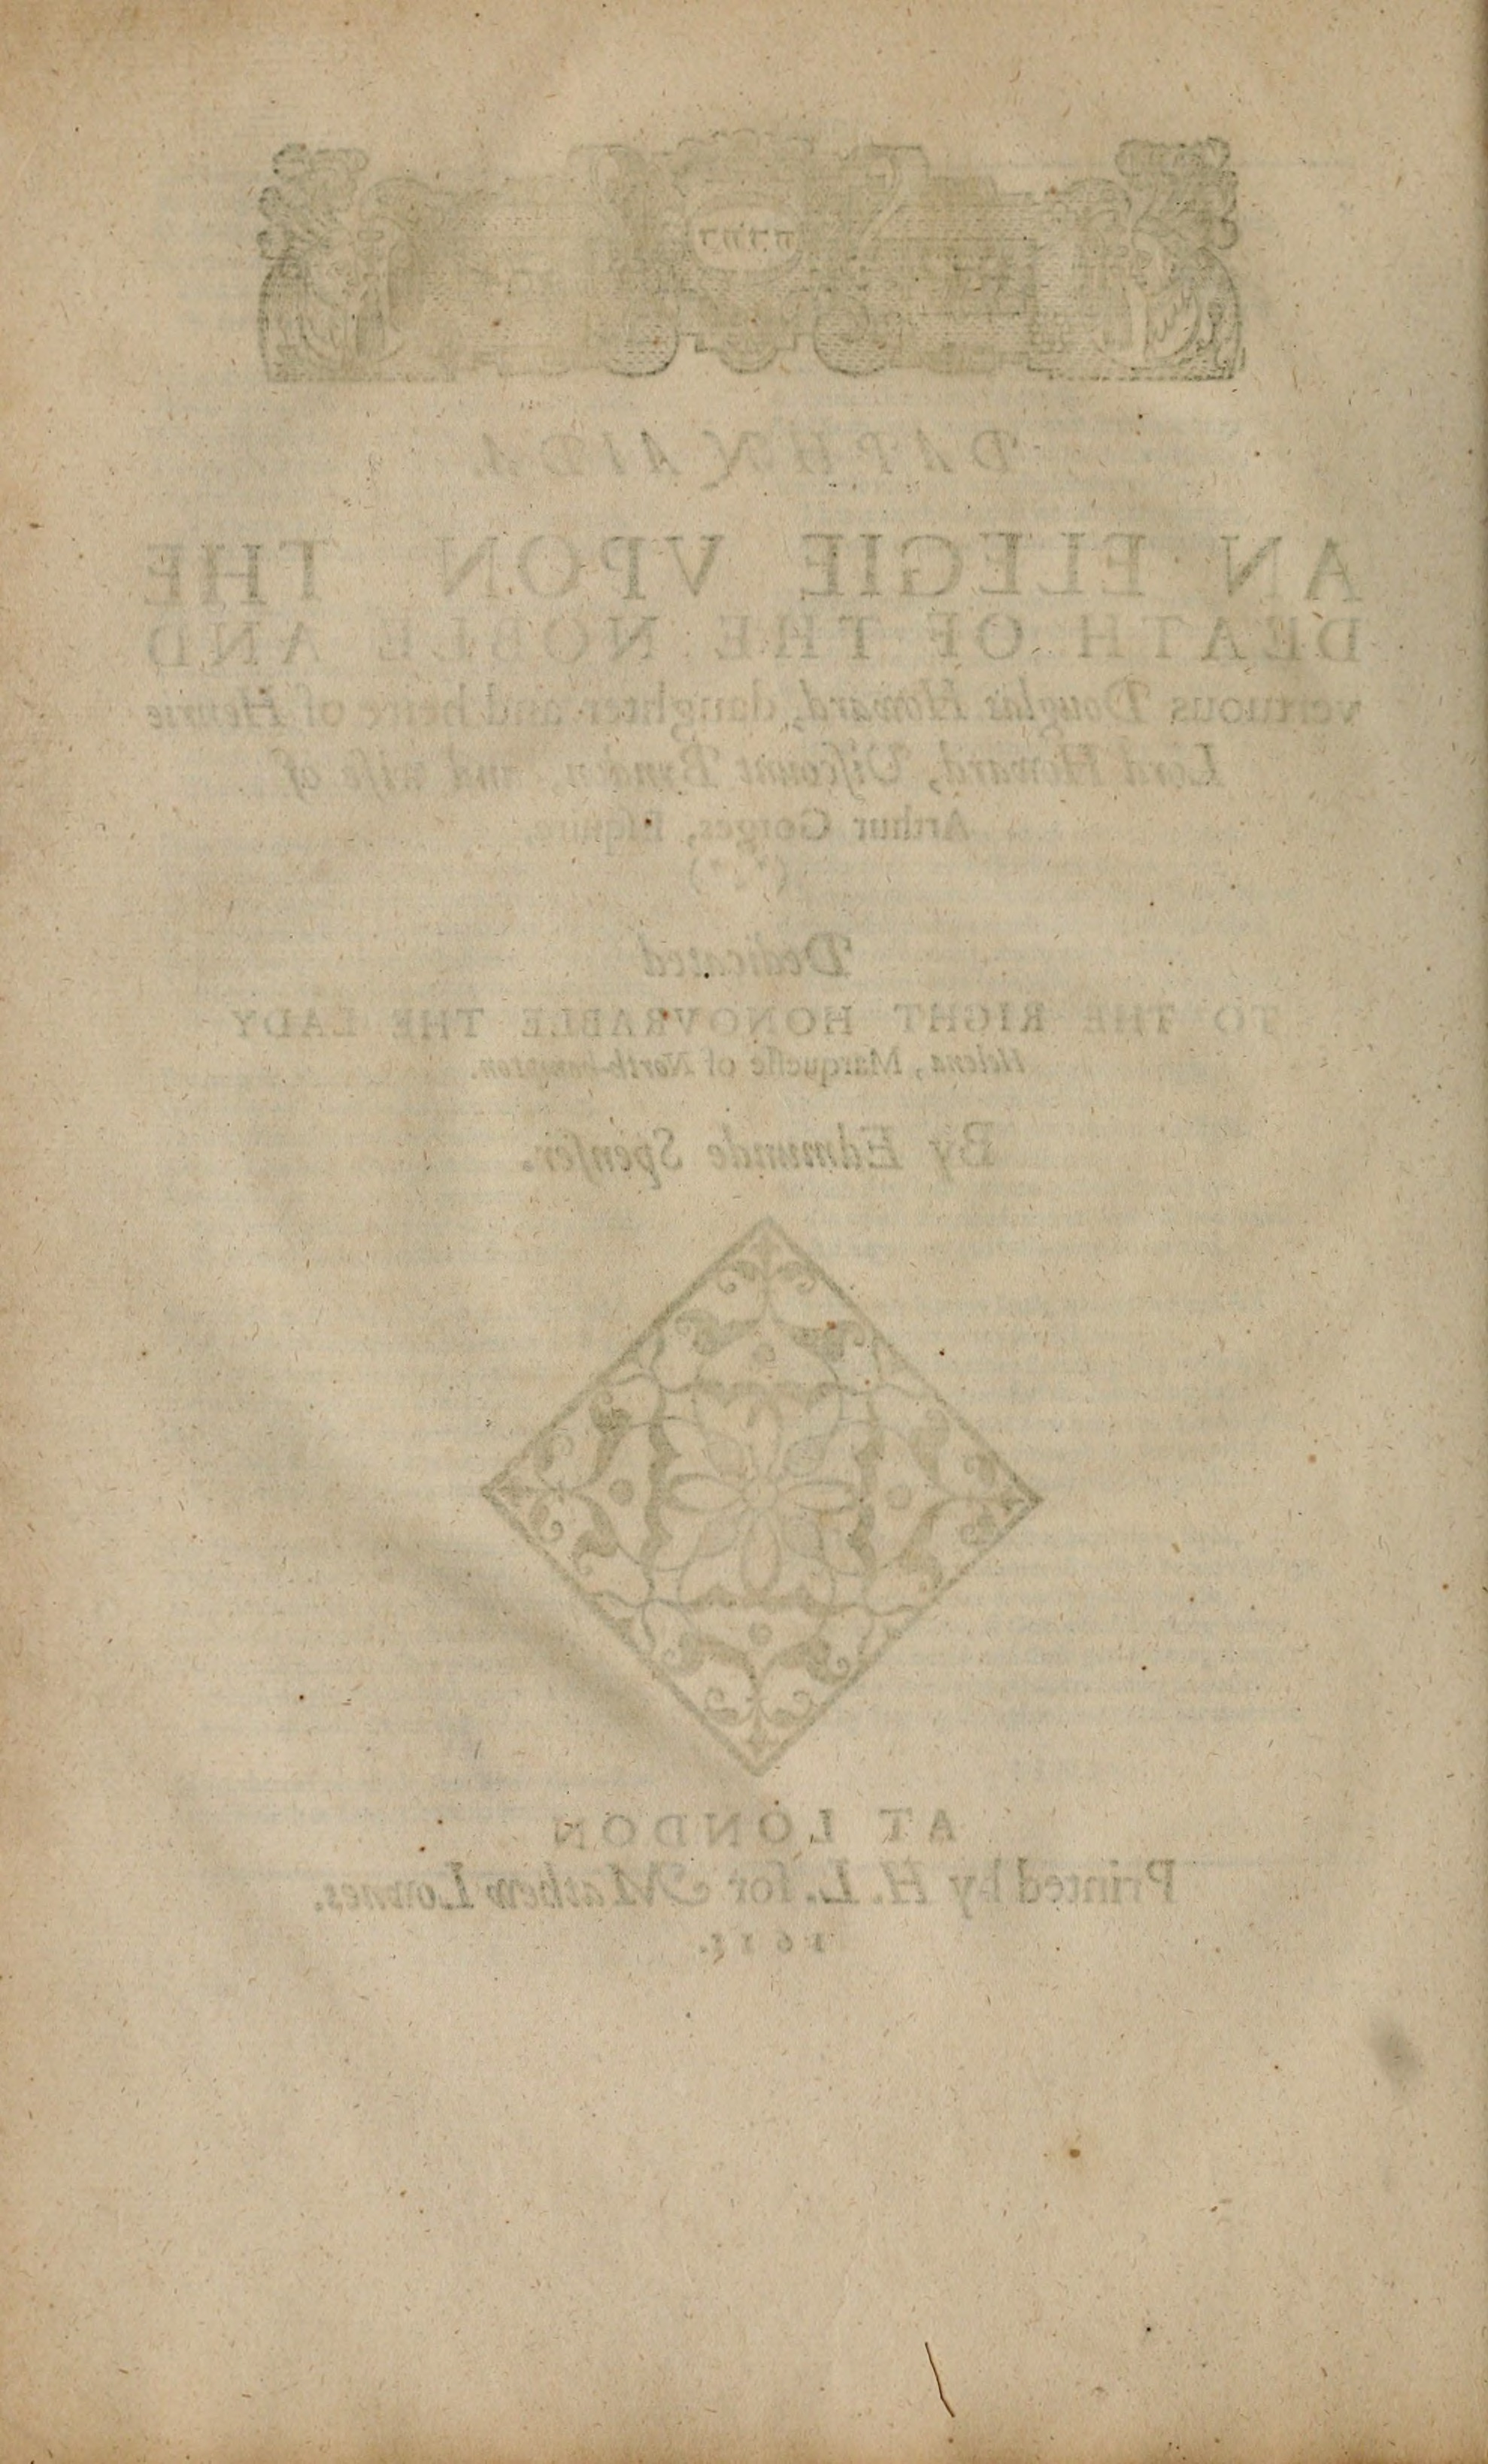 DAPHNAIDA.
AN ELEGIE VPON THE
DEATH OF THE NOBLE AND
vertuous Douglas Howard, daughter and heire of Henrie
Lord Howard, Viſcount Byndon, and wife of
Arthur Gorges, Eſquire.
Dedicated
TO THE RIGHT HONOVRABLE THE LADY
Helena, Marqueſſe of North-hampton.
By Edmunde Spenſer.
AT LONDON
Printed by H. L. for Mathew Lownes.